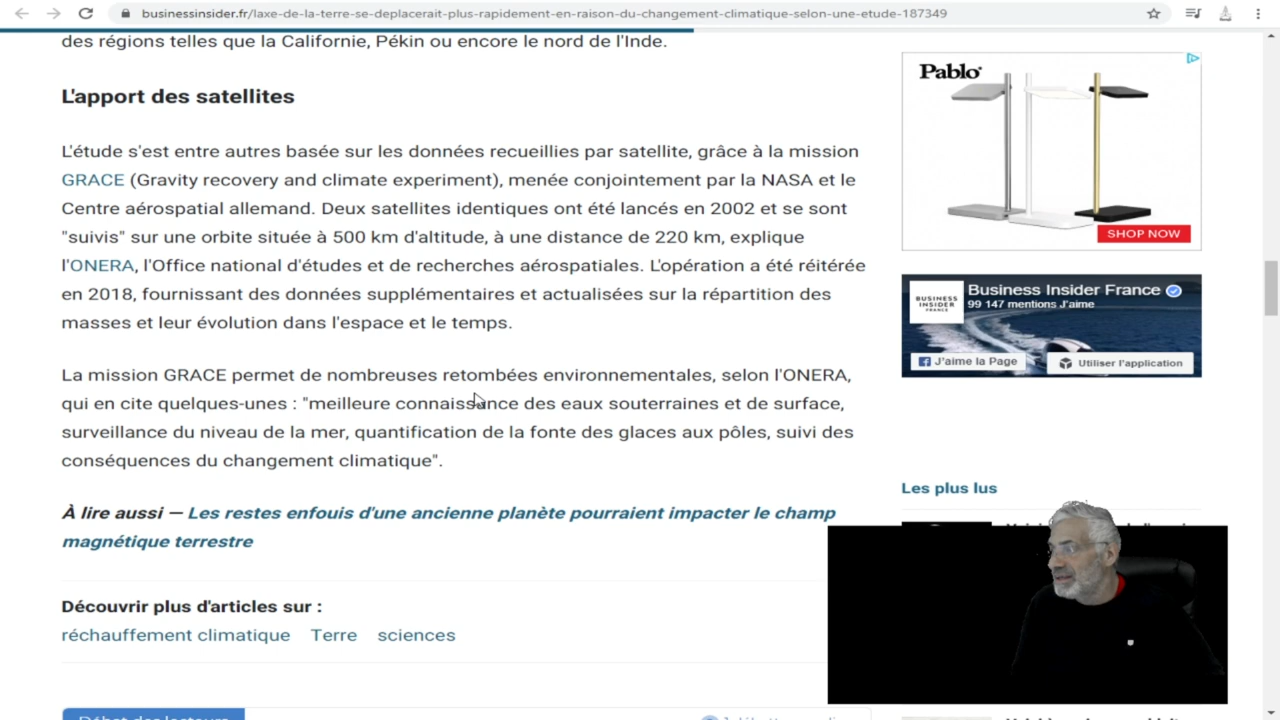 businessinsider.fr/laxe-de-la-terre-se-deplacerait-plus-rapidement-en-raison-du-changement-climatique-selon-une-etude-187349
des régions telles que la Californie, Pékin ou encore le nord de l'Inde.
L'apport des satellites
L'étude s'est entre autres basée sur les données recueillies par satellite, grâce à la mission
GRACE (Gravity recovery and climate experiment), menée conjointement par la NASA et le
Centre aérospatial allemand. Deux satellites identiques ont été lancés en 2002 et se sont
"suivis" sur une orbite située à 500 km d'altitude, à une distance de 220 km, explique
l'ONERA, l'Office national d'études et de recherches aérospatiales. L'opération a été réitérée
en 2018, fournissant des données supplémentaires et actualisées sur la répartition des
masses et leur évolution dans l'espace et le temps.
La mission GRACE permet de nombreuses retombées environnementales, selon l'ONERA,
qui en cite quelques-unes : "meilleure connaissance des eaux souterraines et de surface,
surveillance du niveau de la mer, quantification de la fonte des glaces aux pôles, suivi des
conséquences du changement climatique".
À lire aussi — Les restes enfouis d'une ancienne planète pourraient impacter le champ
magnétique terrestre
Découvrir plus d'articles sur :
réchauffement climatique Terre sciences
Débat des lecteurs
Pablo
SHOP NOW
BUSINESS
INSIDER
FRANCE
Business Insider France
99 147 mentions J'aime
J'aime la Page
Utiliser l'application
Les plus lus